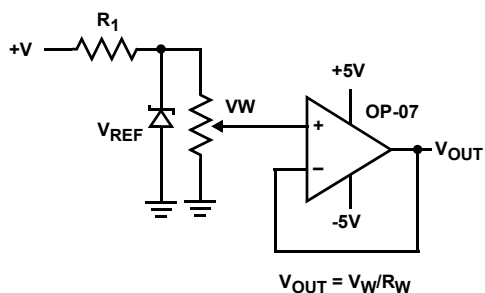 R1
+V
VREF
VW
+5V
OP-07
+
−
VOUT
-5V
VOUT = VW/RW